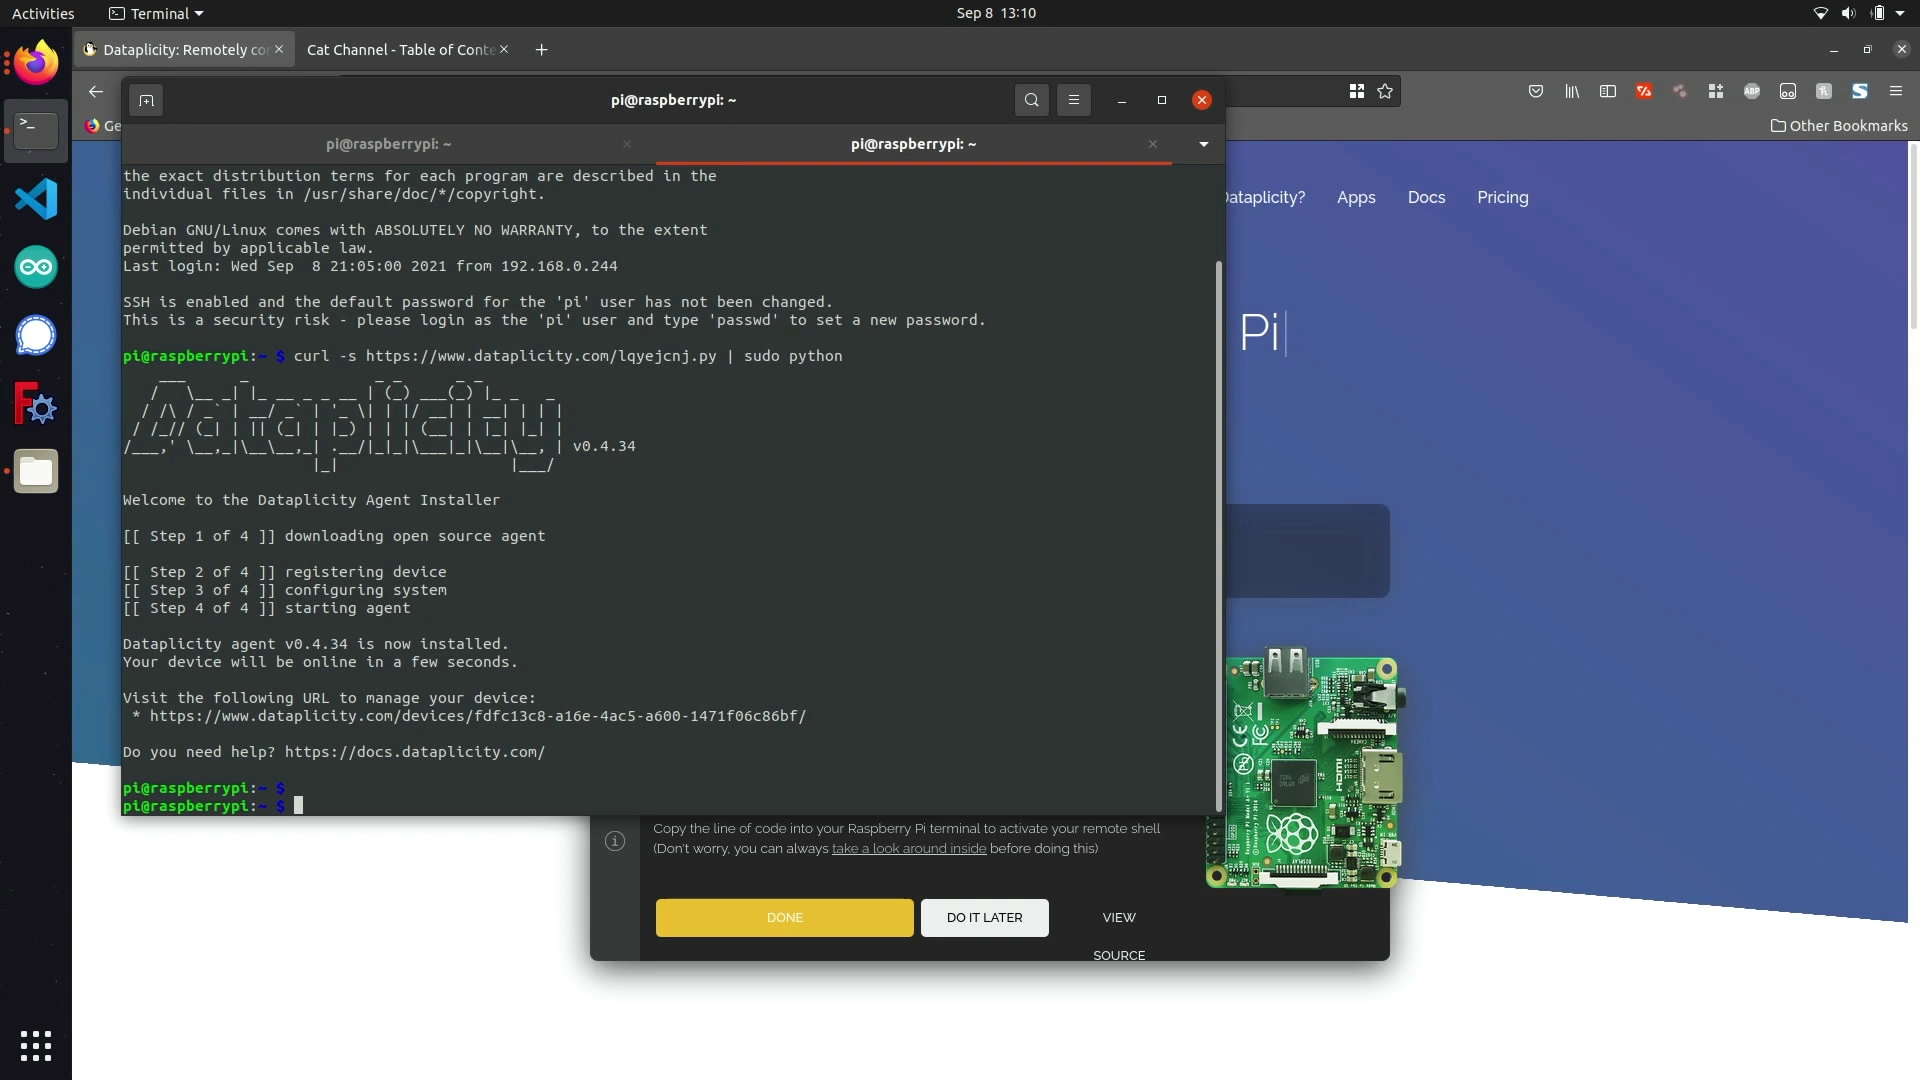 Activities
Terminal
Sep 8 13:10
Dataplicity: Remotely co
Cat Channel - Table of Conte
pi@raspberrypi: ~
ABP
Ge
Other Bookmarks
pi@raspberrypi: ~
pi@raspberrypi: ~
the exact distribution terms for each program are described in the
individual files in /usr/share/doc/*/copyright.
Debian GNU/Linux comes with ABSOLUTELY NO WARRANTY, to the extent
permitted by applicable law.
Last login: Wed Sep  8 21:05:00 2021 from 192.168.0.244
SSH is enabled and the default password for the 'pi' user has not been changed.
This is a security risk - please login as the 'pi' user and type 'passwd' to set a new password.
pi@raspberrypi:~ $ curl -s https://www.dataplicity.com/lqyejcnj.py | sudo python
Dataplicity v0.4.34
Welcome to the Dataplicity Agent Installer
[[ Step 1 of 4 ]] downloading open source agent
[[ Step 2 of 4 ]] registering device
[[ Step 3 of 4 ]] configuring system
[[ Step 4 of 4 ]] starting agent
Dataplicity agent v0.4.34 is now installed.
Your device will be online in a few seconds.
Visit the following URL to manage your device:
* https://www.dataplicity.com/devices/fdfc13c8-a16e-4ac5-a600-1471f06c86bf/
Do you need help? https://docs.dataplicity.com/
pi@raspberrypi:~ $
pi@raspberrypi:~ $
Dataplicity?
Apps
Docs
Pricing
Pi
CE FC
HDMI
CAMERA
DISPLAY
Copy the line of code into your Raspberry Pi terminal to activate your remote shell
(Don't worry, you can always take a look around inside before doing this)
DONE
DO IT LATER
VIEW
SOURCE